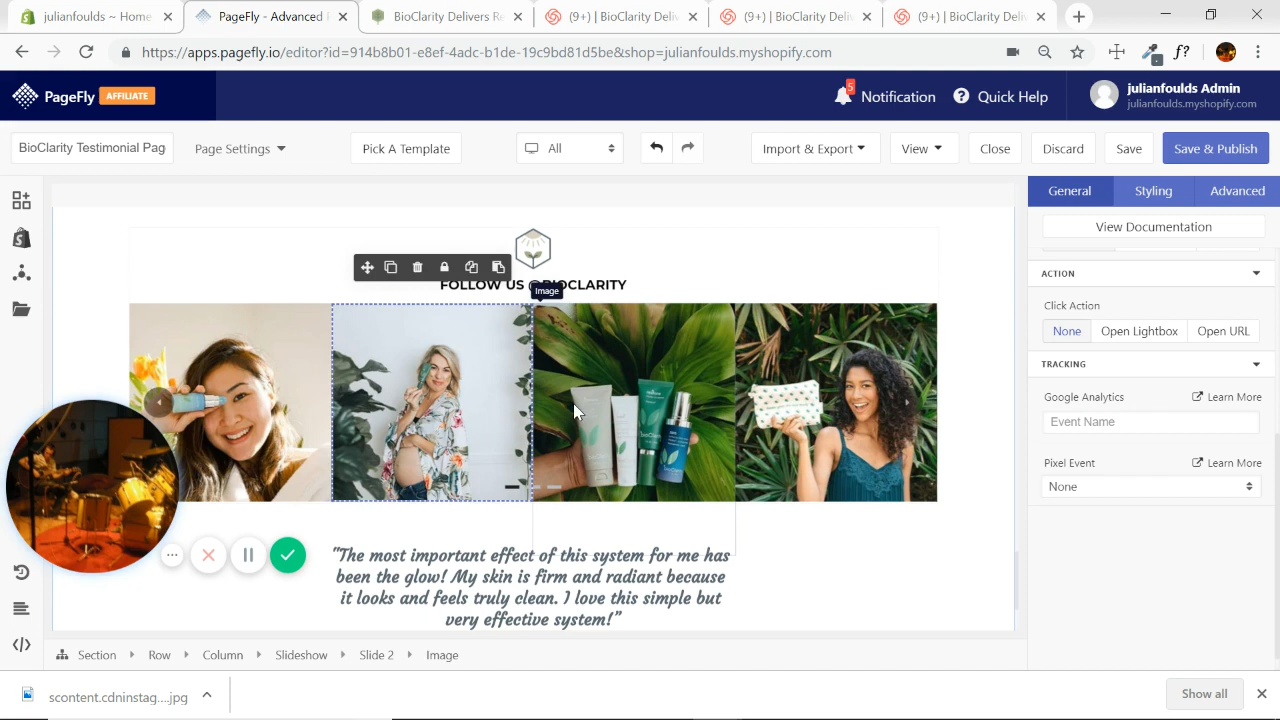 julianfoulds ~ Home
PageFly - Advanced
BioClarity Delivers Re
(9+) | BioClarity Deliv
(9+) | BioClarity Deliv
(9+) | BioClarity Deliv
https://apps.pagefly.io/editor?id=914b8b01-e8ef-4adc-b1de-19c9bd81d5be&shop=julianfoulds.myshopify.com
f?
PageFly AFFILIATE
5
Notification
Quick Help
julianfoulds Admin
julianfoulds.myshopify.com
BioClarity Testimonial Pag
Page Settings
Pick A Template
All
Import & Export
View
Close
Discard
Save
Save & Publish
General
Styling
Advanced
View Documentation
ACTION
Click Action
None
Open Lightbox
Open URL
TRACKING
Google Analytics
Learn More
Event Name
Pixel Event
Learn More
None
FOLLOW US @BIOCLARITY
Image
"The most important effect of this system for me has
been the glow! My skin is firm and radiant because
it looks and feels truly clean. I love this simple but
very effective system!"
Section
Row
Column
Slideshow
Slide 2
Image
scontent.cdninstag....jpg
Show all